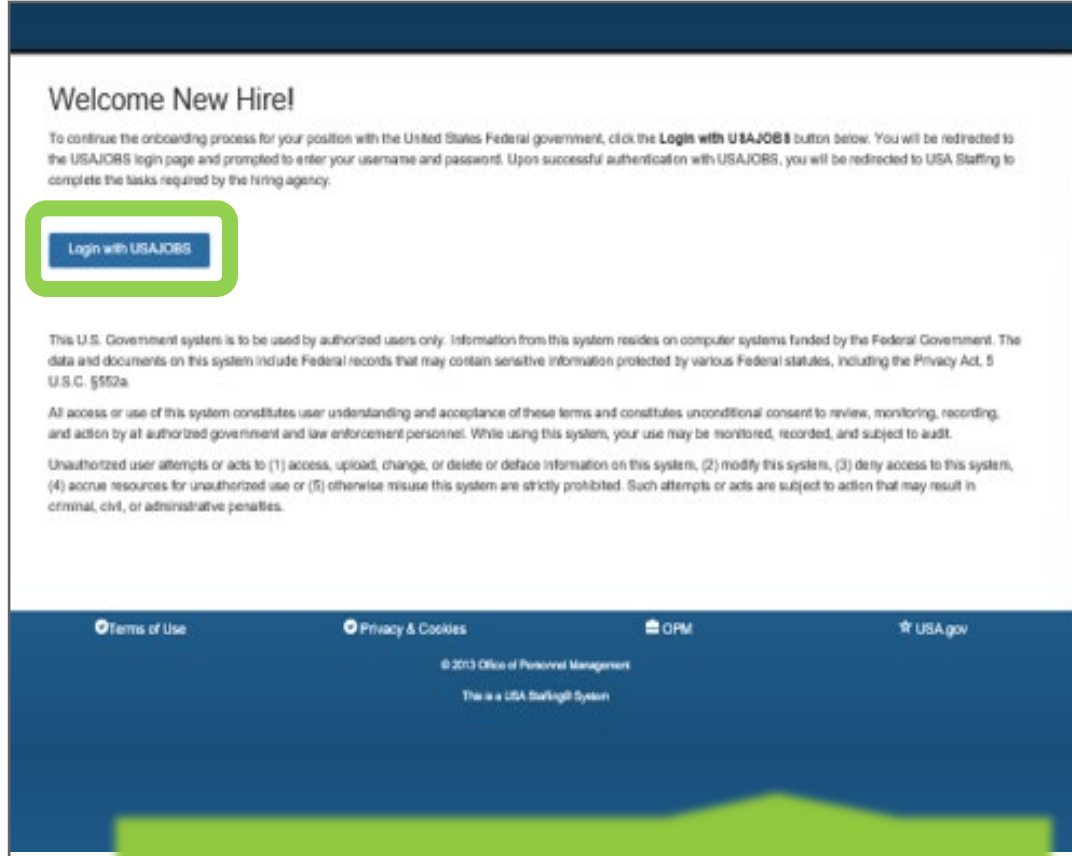 Welcome New Hire!
To continue the onboarding process for your position with the United States Federal government, click the Login with USAJOBS button below. You will be redirected to
the USAJOBS login page and prompted to enter your username and password. Upon successful authentication with USAJOBS, you will be redirected to USA Staffing to
complete the tasks required by the hiring agency.
Login with USAJOBS
This U.S. Government system is to be used by authorized users only. Information from this system resides on computer systems funded by the Federal Government. The
data and documents on this system include Federal records that may contain sensitive information protected by various Federal statutes, including the Privacy Act, 5
U.S.C. §552a.
All access or use of this system constitutes user understanding and acceptance of these terms and constitutes unconditional consent to review, monitoring, recording,
and action by all authorized government and law enforcement personnel. While using this system, your use may be monitored, recorded, and subject to audit.
Unauthorized user attempts or acts to (1) access, upload, change, or delete or deface information on this system, (2) modify this system, (3) deny access to this system,
(4) accrue resources for unauthorized use or (5) otherwise misuse this system are strictly prohibited. Such attempts or acts are subject to action that may result in
criminal, civil, or administrative penalties.
Terms of Use Privacy & Cookies OPM USA.gov
© 2013 Office of Personnel Management
This is a USA Staffing® System